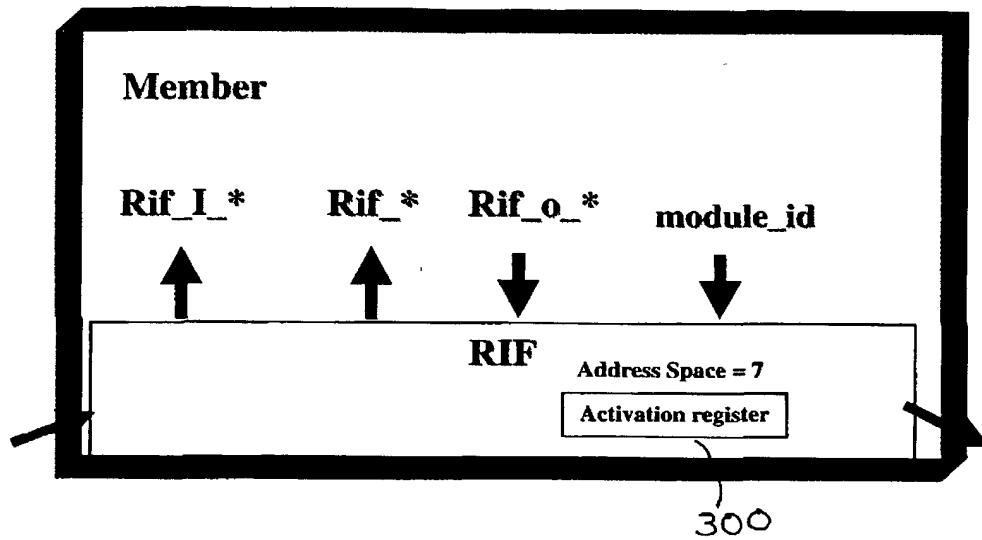 Member
Rif_I_* Rif_* Rif_o_* module_id
RIF
Address Space = 7
Activation register
300